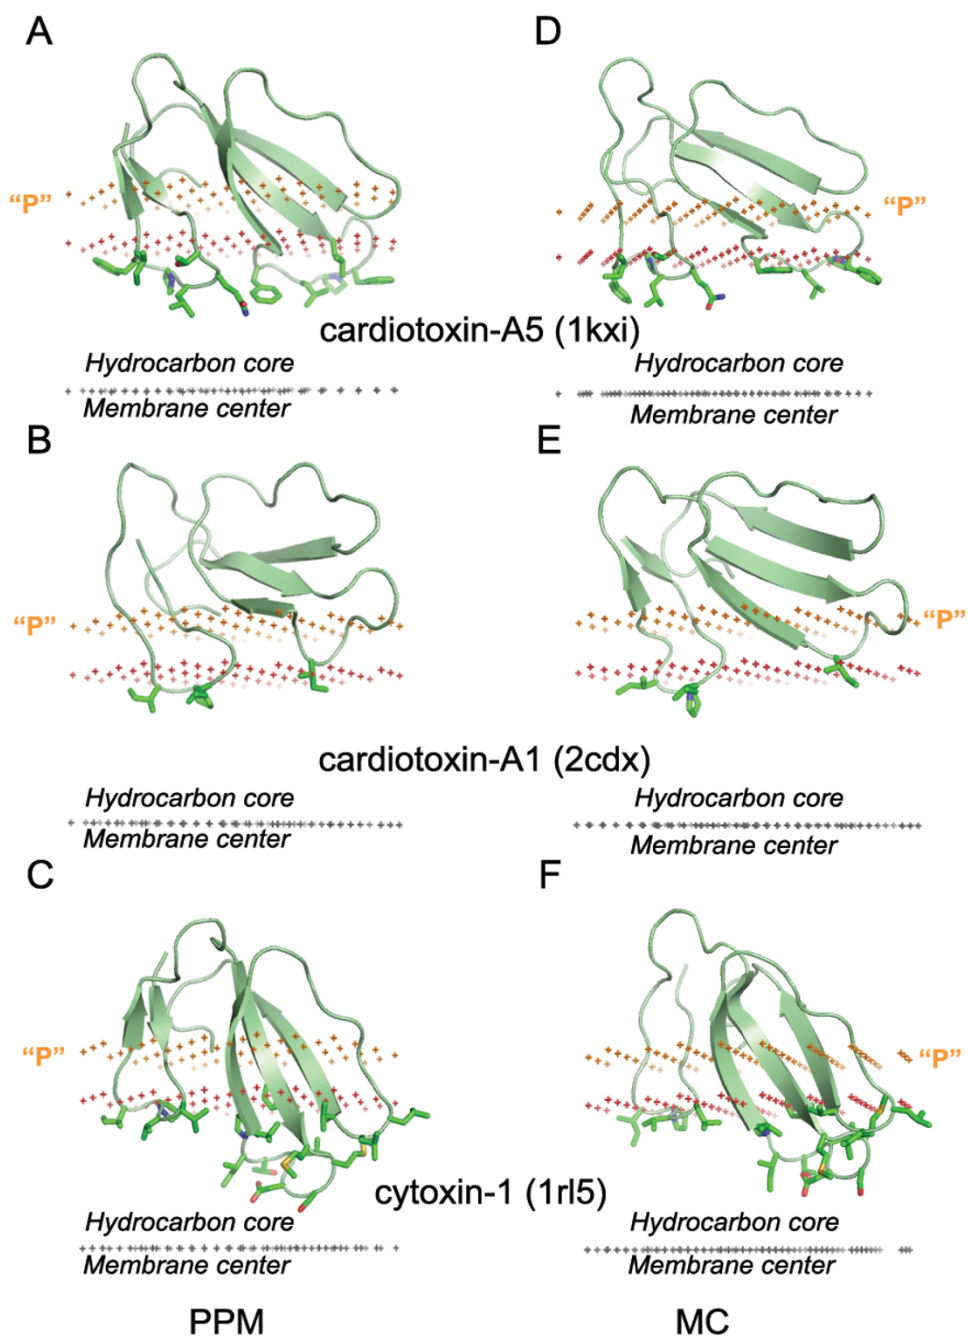 A
D
“P”
“P”
cardiotoxin-A5 (1kxi)
Hydrocarbon core
Hydrocarbon core
Membrane center
Membrane center
B
E
“P”
“P”
cardiotoxin-A1 (2cdx)
Hydrocarbon core
Hydrocarbon core
Membrane center
Membrane center
C
F
“P”
“P”
cytoxin-1 (1rl5)
Hydrocarbon core
Hydrocarbon core
Membrane center
Membrane center
PPM
MC